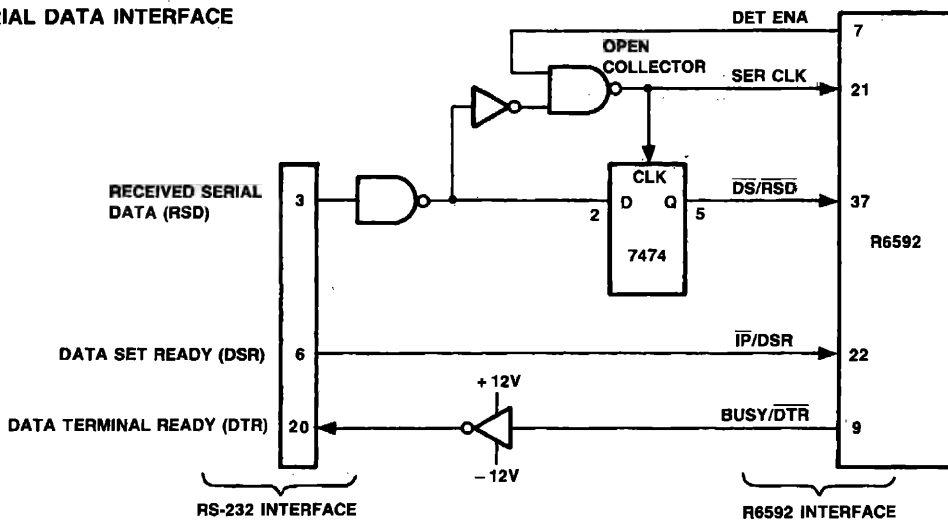 RIAL DATA INTERFACE
DET ENA
7
OPEN
COLLECTOR
SER CLK
21
CLK
RECEIVED SERIAL
DATA (RSD)
3
2
D
Q
5
DS/RSD
37
7474
R6592
DATA SET READY (DSR)
6
IP/DSR
22
+12V
DATA TERMINAL READY (DTR)
20
BUSY/DTR
9
-12V
RS-232 INTERFACE
R6592 INTERFACE